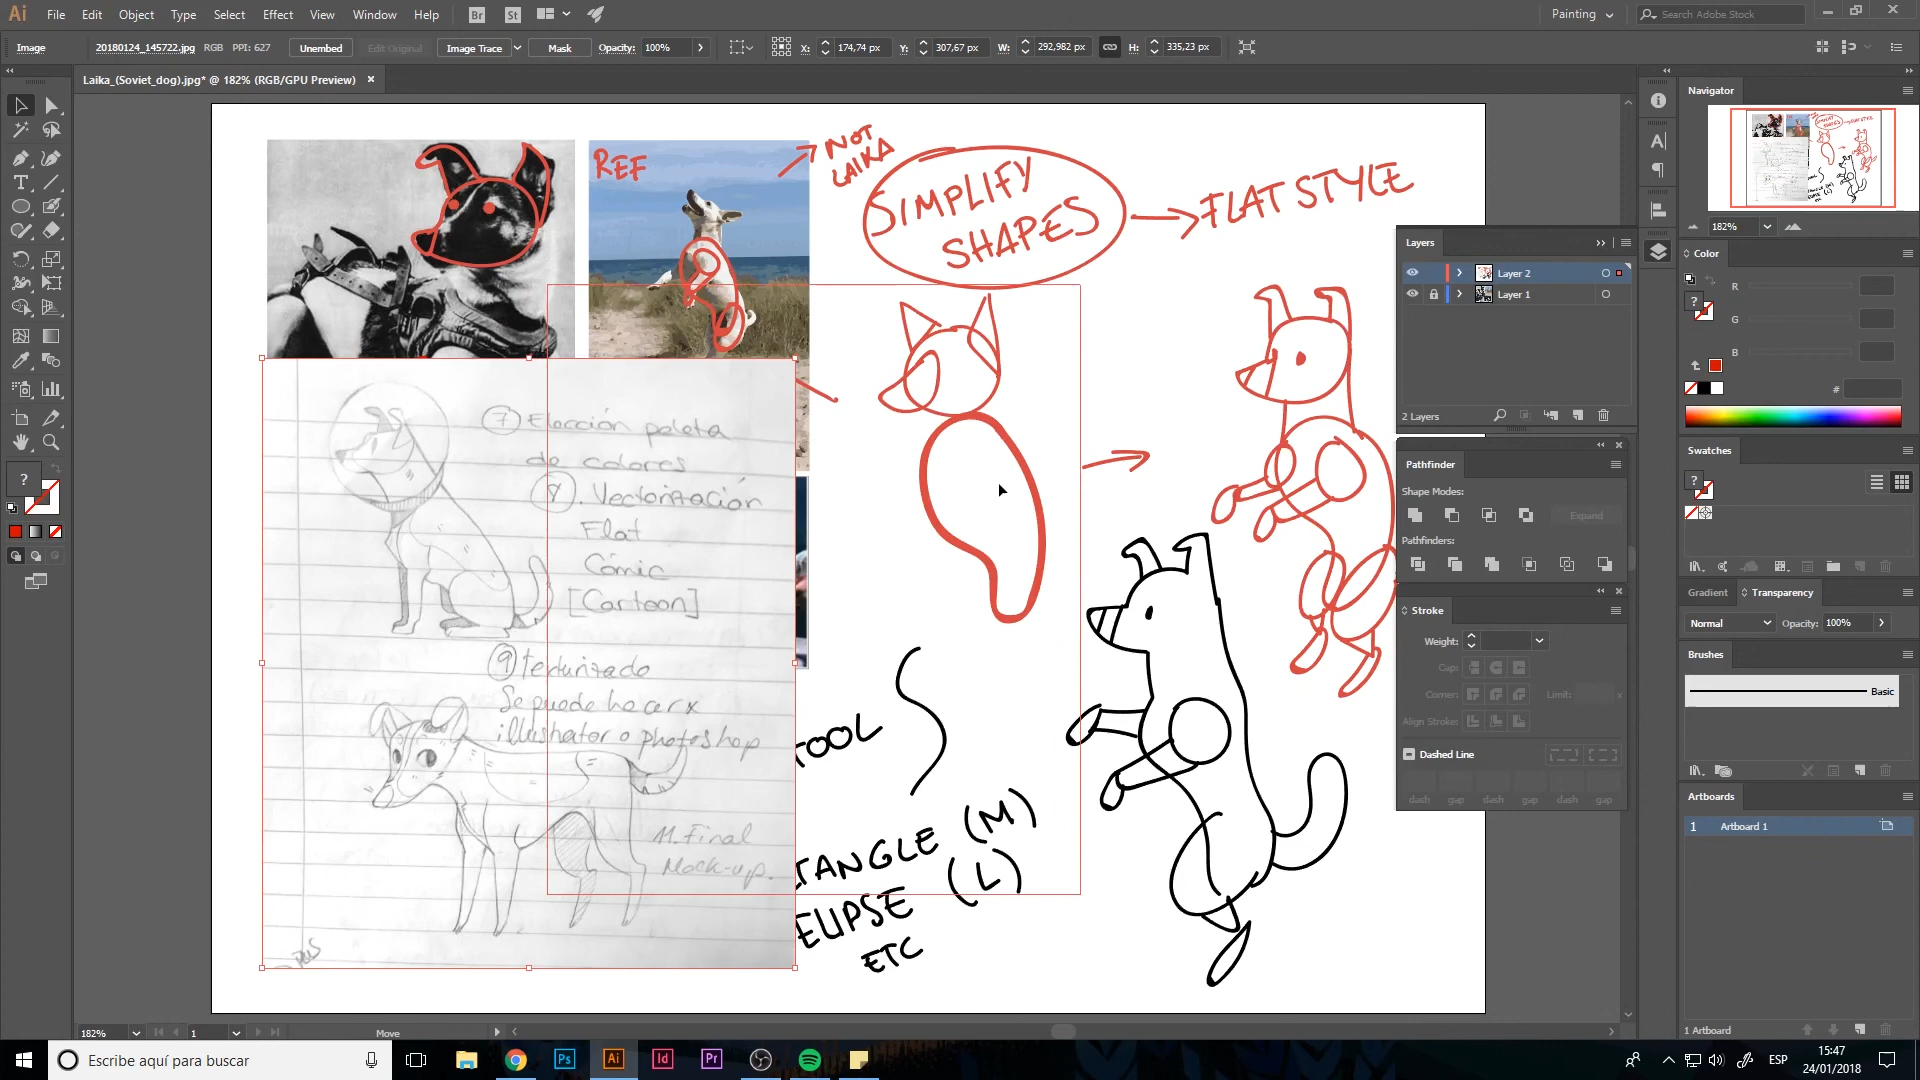 Ai File Edit Object Type Select Effect View Window Help Br St Painting Search Adobe Stock
Image 20180124_145722.jpg RGB PPI: 627 Unembed Edit Original Image Trace Mask Opacity: 100% X: 174,74 px Y: 307,67 px W: 292,982 px H: 335,23 px
Laika_(Soviet_dog).jpg* @ 182% (RGB/GPU Preview)
REF
NOT
LAIKA
SIMPLIFY
SHAPES
FLAT STYLE
7 Elección paleta
de colores
8. Vectorización
Flat
Cómic
[Cartoon]
9 texturizado
Se puede hacer x
illustrator o photoshop
11. Final
Mock-up.
TOOL
TANGLE (M)
ELIPSE (L)
ETC
Layers
Layer 2
Layer 1
2 Layers
Pathfinder
Shape Modes:
Expand
Pathfinders:
Stroke
Weight:
Cap:
Corner: Limit: x
Align Stroke:
Dashed Line
dash gap dash gap dash gap
Navigator
182%
Color
R
G
B
#
Swatches
Gradient Transparency
Normal Opacity: 100%
Brushes
Basic
Artboards
1 Artboard 1
1 Artboard
182% 1 Move
Escribe aquí para buscar
Ps Ai Id Pr
ESP
15:47
24/01/2018